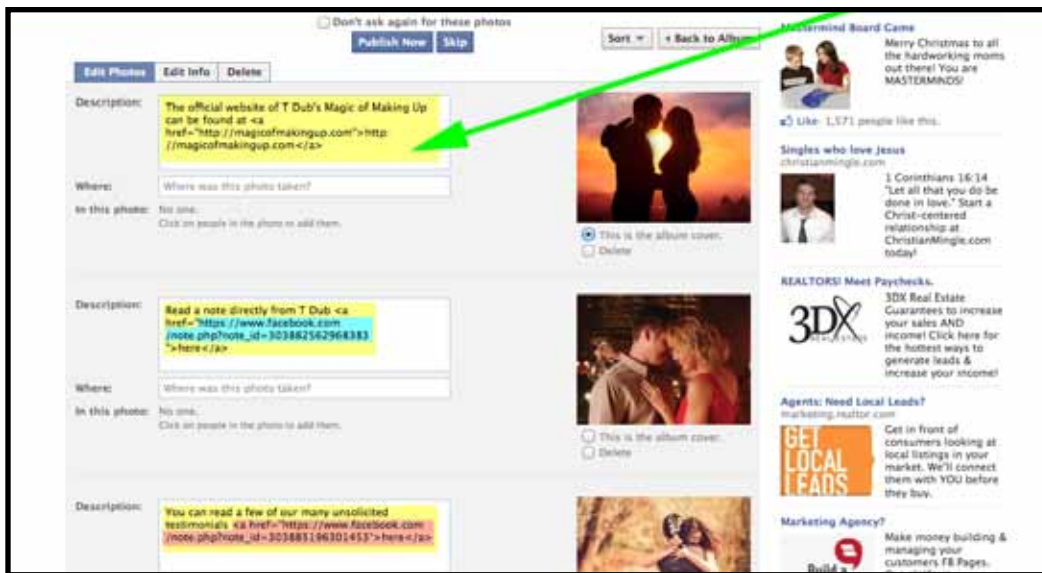 Don't ask again for these photos
Publish Now Skip
Sort
Back to Album
Edit Photos Edit Info Delete
Description:
The official website of T Dub's Magic of Making Up
can be found at <a
href="http://magicofmakingup.com">http
://magicofmakingup.com</a>
Where:
Where was this photo taken?
In this photo: No one.
Click on people in the photo to add them.
This is the album cover.
Delete
Description:
Read a note directly from T Dub <a
href="https://www.facebook.com
/note.php?note_id=303882562968383
">here</a>
Where:
Where was this photo taken?
In this photo: No one.
Click on people in the photo to add them.
This is the album cover.
Delete
Description:
You can read a few of our many unsolicited
testimonials <a href="https://www.facebook.com
/note.php?note_id=303885196301453">here</a>
Mastermind Board Game
Merry Christmas to all
the hardworking moms
out there! You are
MASTERMINDS!
Like · 1,571 people like this.
Singles who love Jesus
christianmingle.com
1 Corinthians 16:14
"Let all that you do be
done in love." Start a
Christ-centered
relationship at
ChristianMingle.com
today!
REALTORS! Meet Paychecks.
3DX
REAL ESTATE
3DX Real Estate
Guarantees to increase
your sales AND
income! Click here for
the hottest ways to
generate leads &
increase your income!
Agents: Need Local Leads?
marketing.realtor.com
GET
LOCAL
LEADS
Get in front of
consumers looking at
local listings in your
market. We'll connect
them with YOU before
they buy.
Marketing Agency?
Build a
Make money building &
managing your
customers FB Pages.